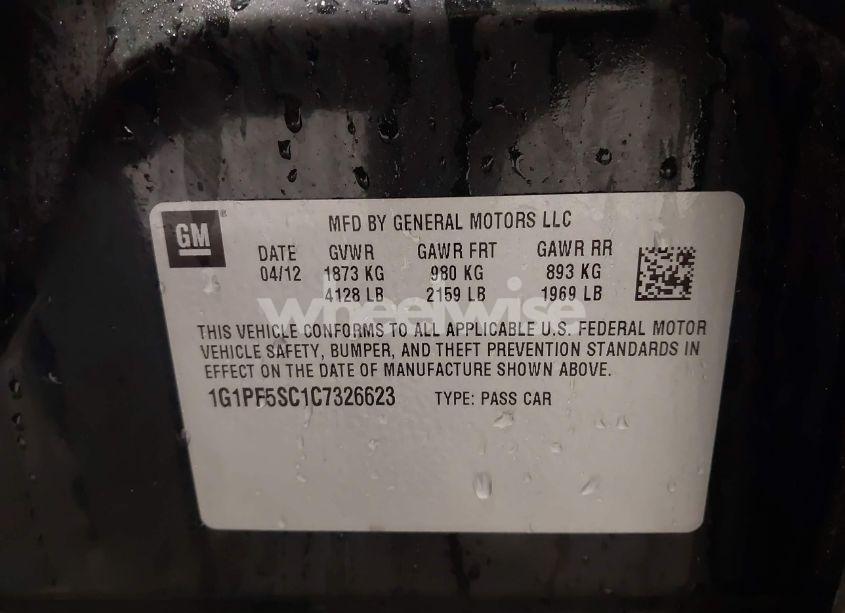 GM
MFD BY GENERAL MOTORS LLC
DATE GVWR GAWR FRT GAWR RR
04/12 1873 KG 980 KG 893 KG
4128 LB 2159 LB 1969 LB
wheelwise
THIS VEHICLE CONFORMS TO ALL APPLICABLE U.S. FEDERAL MOTOR
VEHICLE SAFETY, BUMPER, AND THEFT PREVENTION STANDARDS IN
EFFECT ON THE DATE OF MANUFACTURE SHOWN ABOVE.
1G1PF5SC1C7326623 TYPE: PASS CAR